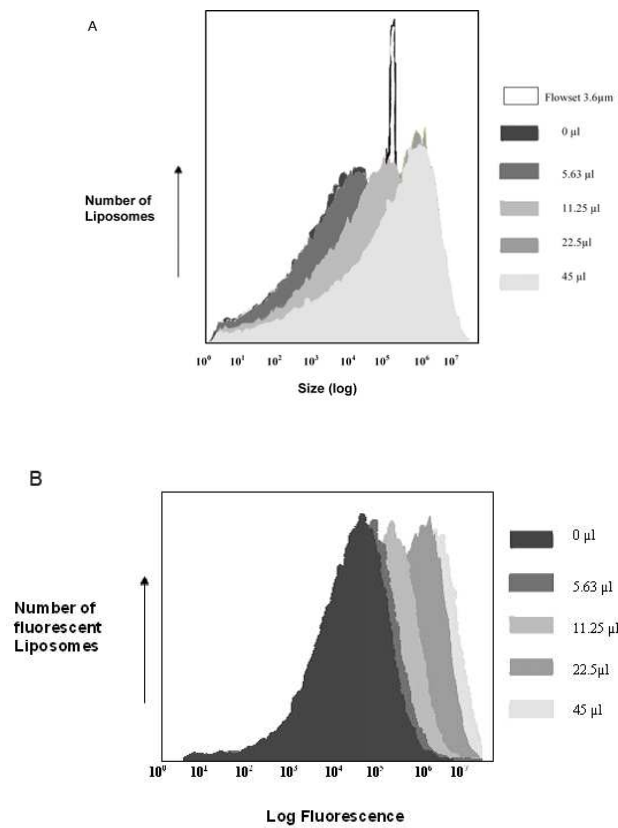 A
Number of
Liposomes
Flowset 3.6µm
0 µl
5.63 µl
11.25 µl
22.5µl
45 µl
10⁰ 10¹ 10² 10³ 10⁴ 10⁵ 10⁶ 10⁷
Size (log)
B
Number of
fluorescent
Liposomes
0 µl
5.63 µl
11.25 µl
22.5µl
45 µl
10⁰ 10¹ 10² 10³ 10⁴ 10⁵ 10⁶ 10⁷
Log Fluorescence